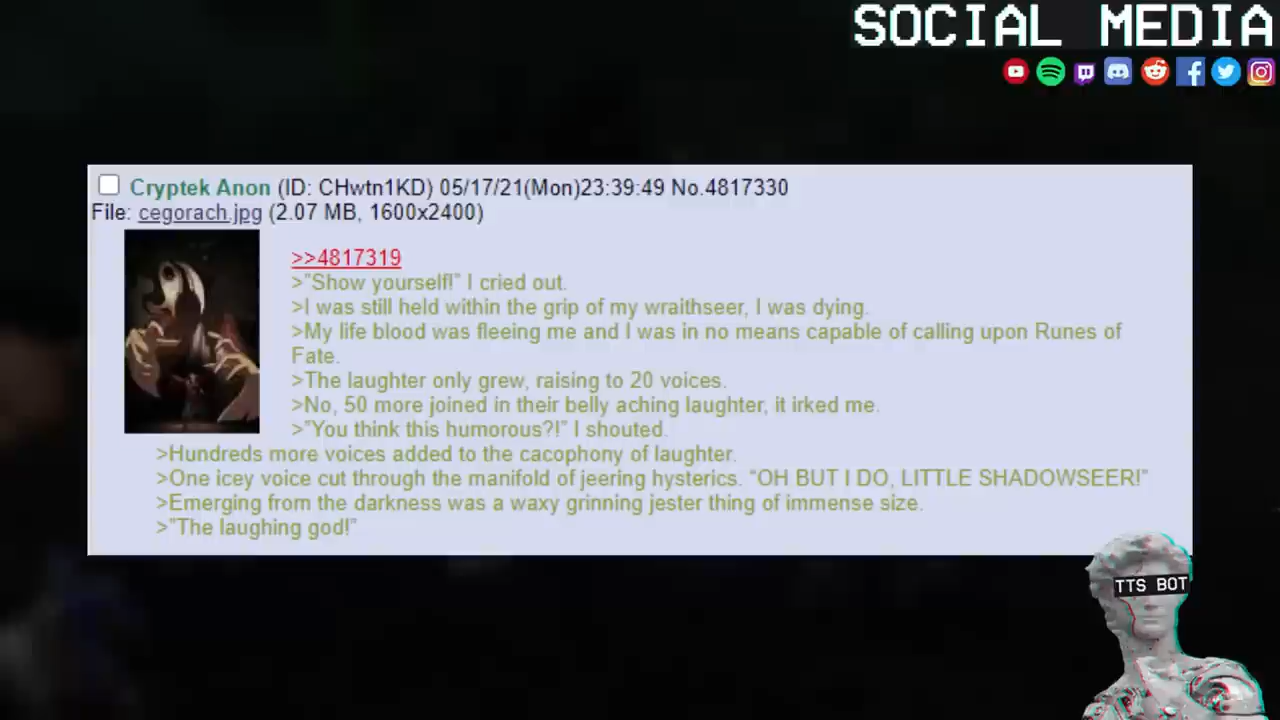 SOCIAL MEDIA
Cryptek Anon (ID: CHwtn1KD) 05/17/21(Mon)23:39:49 No.4817330
File: cegorach.jpg (2.07 MB, 1600x2400)
>>4817319
>"Show yourself!" I cried out.
>I was still held within the grip of my wraithseer, I was dying.
>My life blood was fleeing me and I was in no means capable of calling upon Runes of
Fate.
>The laughter only grew, raising to 20 voices.
>No, 50 more joined in their belly aching laughter, it irked me.
>"You think this humorous?!" I shouted.
>Hundreds more voices added to the cacophony of laughter.
>One icey voice cut through the manifold of jeering hysterics. “OH BUT I DO, LITTLE SHADOWSEER!”
>Emerging from the darkness was a waxy grinning jester thing of immense size.
>"The laughing god!”
TTS BOT